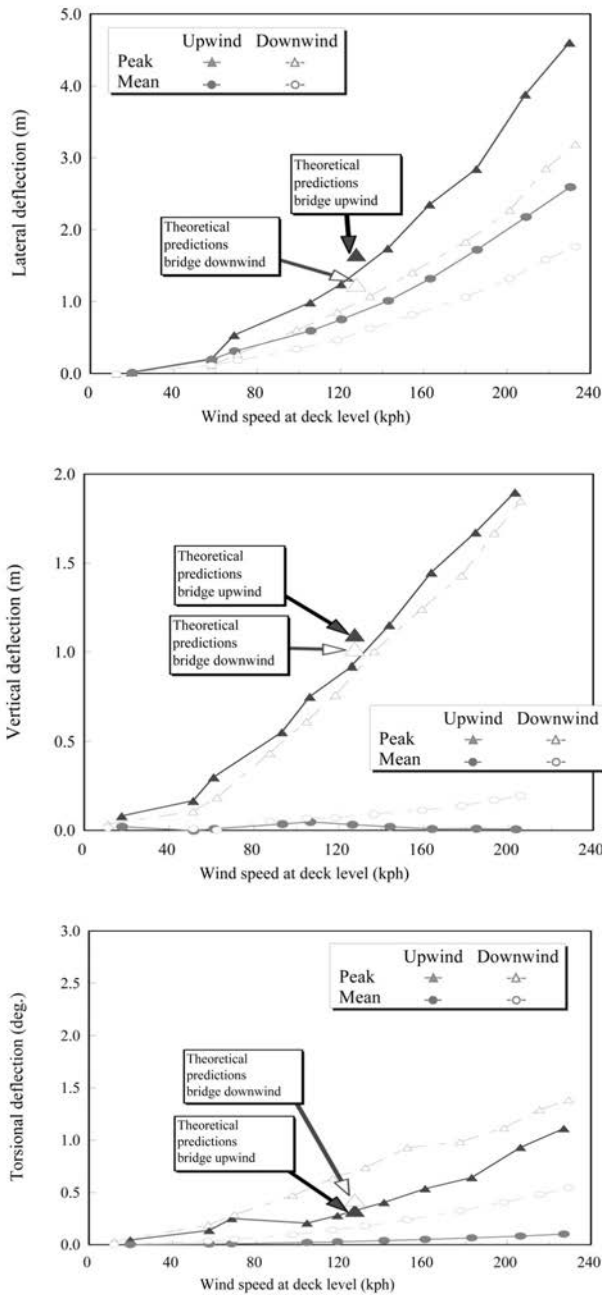 5.0
Upwind Downwind
Peak
Mean
4.0
3.0
Theoretical
predictions
bridge upwind
2.0
Theoretical
predictions
bridge downwind
1.0
0.0
Lateral deflection (m)
0 40 80 120 160 200 240
Wind speed at deck level (kph)
2.0
1.5
Theoretical
predictions
bridge upwind
Theoretical
predictions
bridge downwind
1.0
Upwind Downwind
Peak
Mean
0.5
0.0
Vertical deflection (m)
0 40 80 120 160 200 240
Wind speed at deck level (kph)
3.0
Upwind Downwind
Peak
Mean
2.5
2.0
Theoretical
predictions
bridge downwind
1.5
Theoretical
predictions
bridge upwind
1.0
0.5
0.0
Torsional deflection (deg.)
0 40 80 120 160 200 240
Wind speed at deck level (kph)